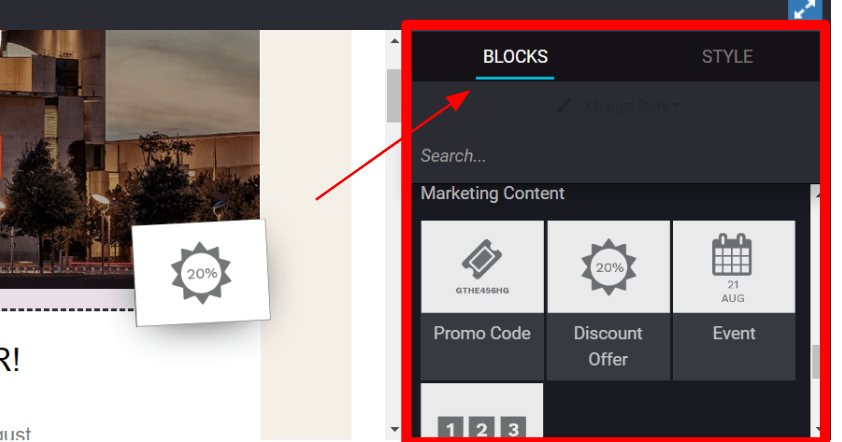 BLOCKS
STYLE
Change Style
Search...
Marketing Content
GTHE456HG
20%
21
AUG
Promo Code
Discount
Offer
Event
1 2 3
20%
R!
gust